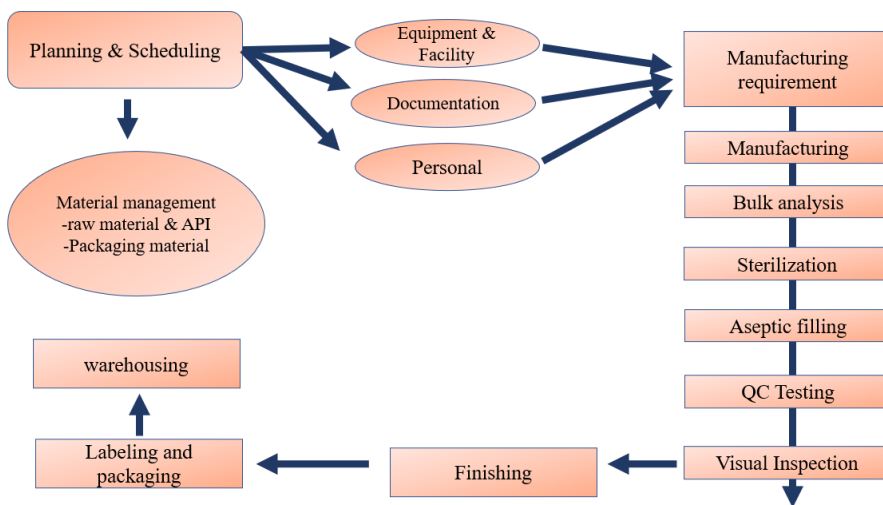 Planning & Scheduling
Equipment &
Facility
Documentation
Personal
Manufacturing
requirement
Material management
-raw material & API
-Packaging material
Manufacturing
Bulk analysis
Sterilization
Aseptic filling
QC Testing
Visual Inspection
Finishing
Labeling and
packaging
warehousing